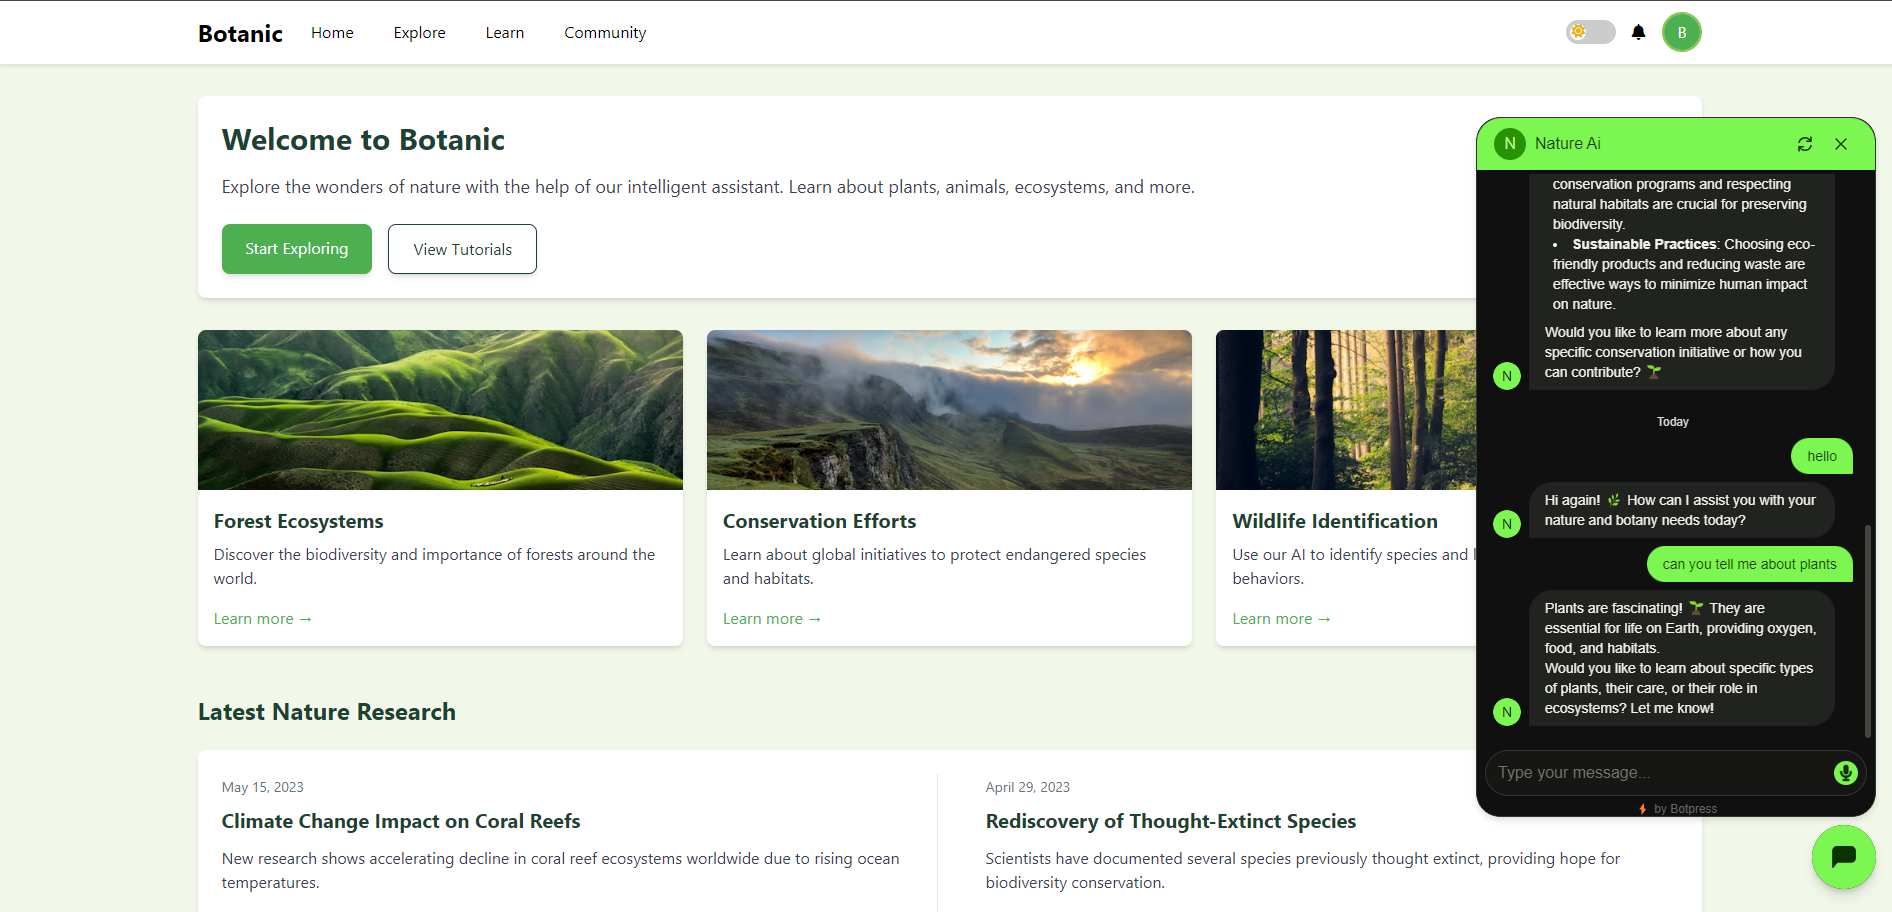 Botanic
Home
Explore
Learn
Community
B
Welcome to Botanic
Explore the wonders of nature with the help of our intelligent assistant. Learn about plants, animals, ecosystems, and more.
Start Exploring
View Tutorials
Forest Ecosystems
Discover the biodiversity and importance of forests around the
world.
Learn more →
Conservation Efforts
Learn about global initiatives to protect endangered species
and habitats.
Learn more →
Wildlife Identification
Use our AI to identify species and
behaviors.
Learn more →
Latest Nature Research
May 15, 2023
Climate Change Impact on Coral Reefs
New research shows accelerating decline in coral reef ecosystems worldwide due to rising ocean
temperatures.
April 29, 2023
Rediscovery of Thought-Extinct Species
Scientists have documented several species previously thought extinct, providing hope for
biodiversity conservation.
N
Nature Ai
conservation programs and respecting
natural habitats are crucial for preserving
biodiversity.
• Sustainable Practices: Choosing eco-
friendly products and reducing waste are
effective ways to minimize human impact
on nature.
Would you like to learn more about any
specific conservation initiative or how you
can contribute? 🌱
N
Today
hello
Hi again! 🌿 How can I assist you with your
nature and botany needs today?
N
can you tell me about plants
Plants are fascinating! 🌱 They are
essential for life on Earth, providing oxygen,
food, and habitats.
Would you like to learn about specific types
of plants, their care, or their role in
ecosystems? Let me know!
N
Type your message...
by Botpress